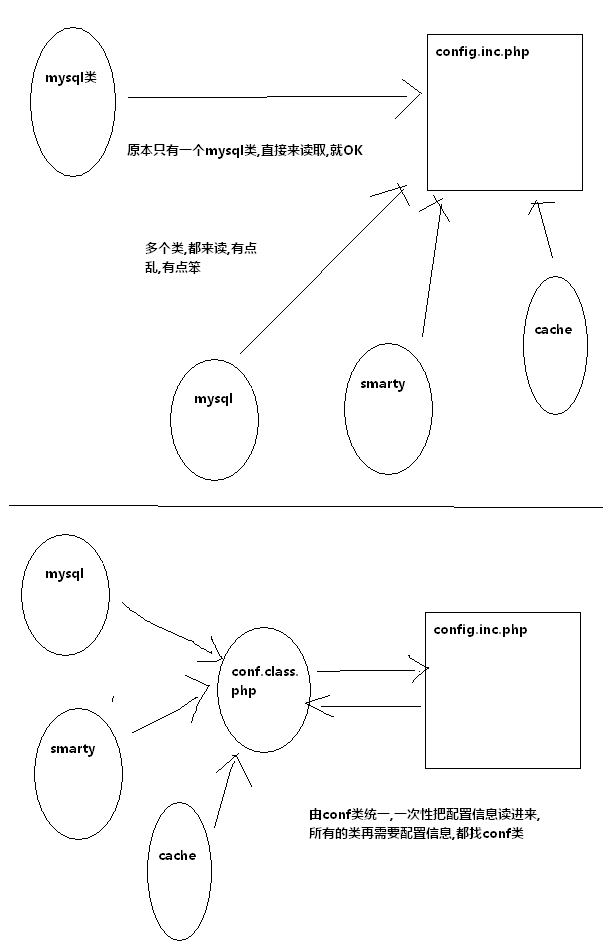 mysql类
config.inc.php
原本只有一个mysql类,直接来读取,就OK
多个类,都来读,有点
乱,有点笨
cache
smarty
mysql
mysql
config.inc.php
conf.class.
php
smarty
由conf类统一,一次性把配置信息读进来,
所有的类再需要配置信息,都找conf类
cache